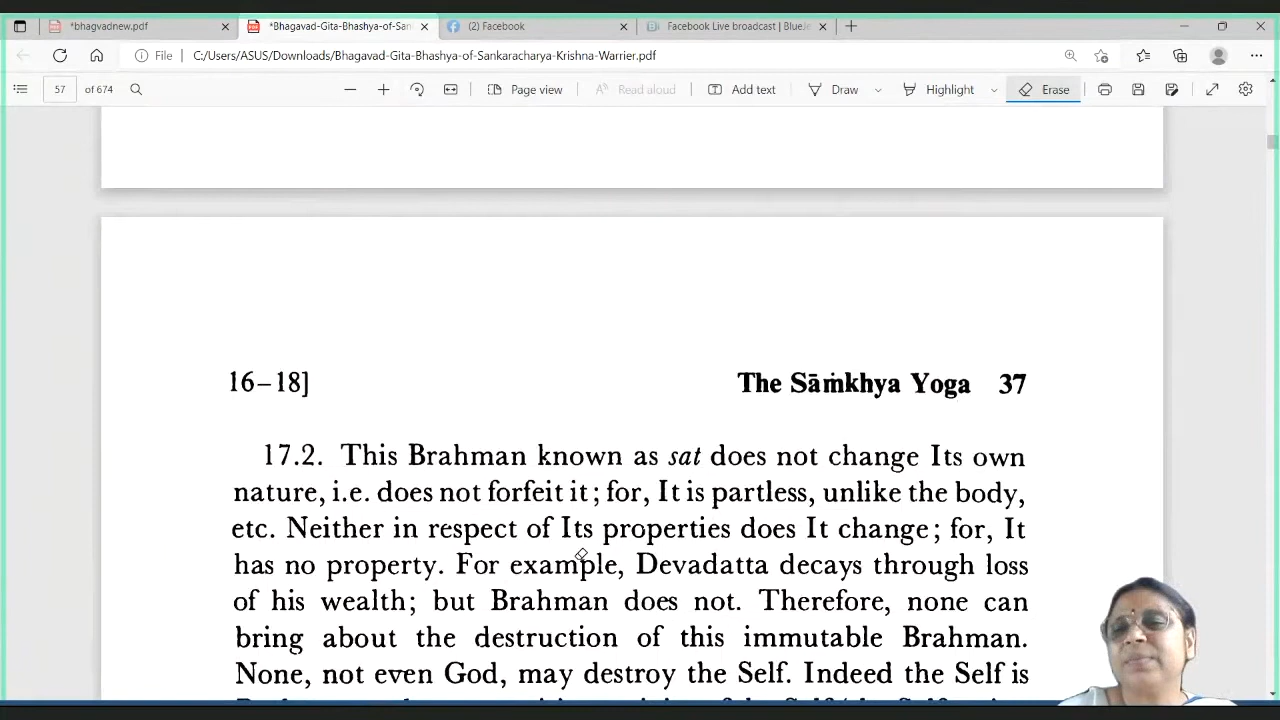 *bhagvadnew.pdf
*Bhagavad-Gita-Bhashya-of-San
(2) Facebook
Facebook Live broadcast | BlueJe
File
C:/Users/ASUS/Downloads/Bhagavad-Gita-Bhashya-of-Sankaracharya-Krishna-Warrier.pdf
57 of 674
Page view
Read aloud
Add text
Draw
Highlight
Erase
16–18]
The Sāṁkhya Yoga 37
17.2. This Brahman known as sat does not change Its own
nature, i.e. does not forfeit it; for, It is partless, unlike the body,
etc. Neither in respect of Its properties does It change; for, It
has no property. For example, Devadatta decays through loss
of his wealth; but Brahman does not. Therefore, none can
bring about the destruction of this immutable Brahman.
None, not even God, may destroy the Self. Indeed the Self is